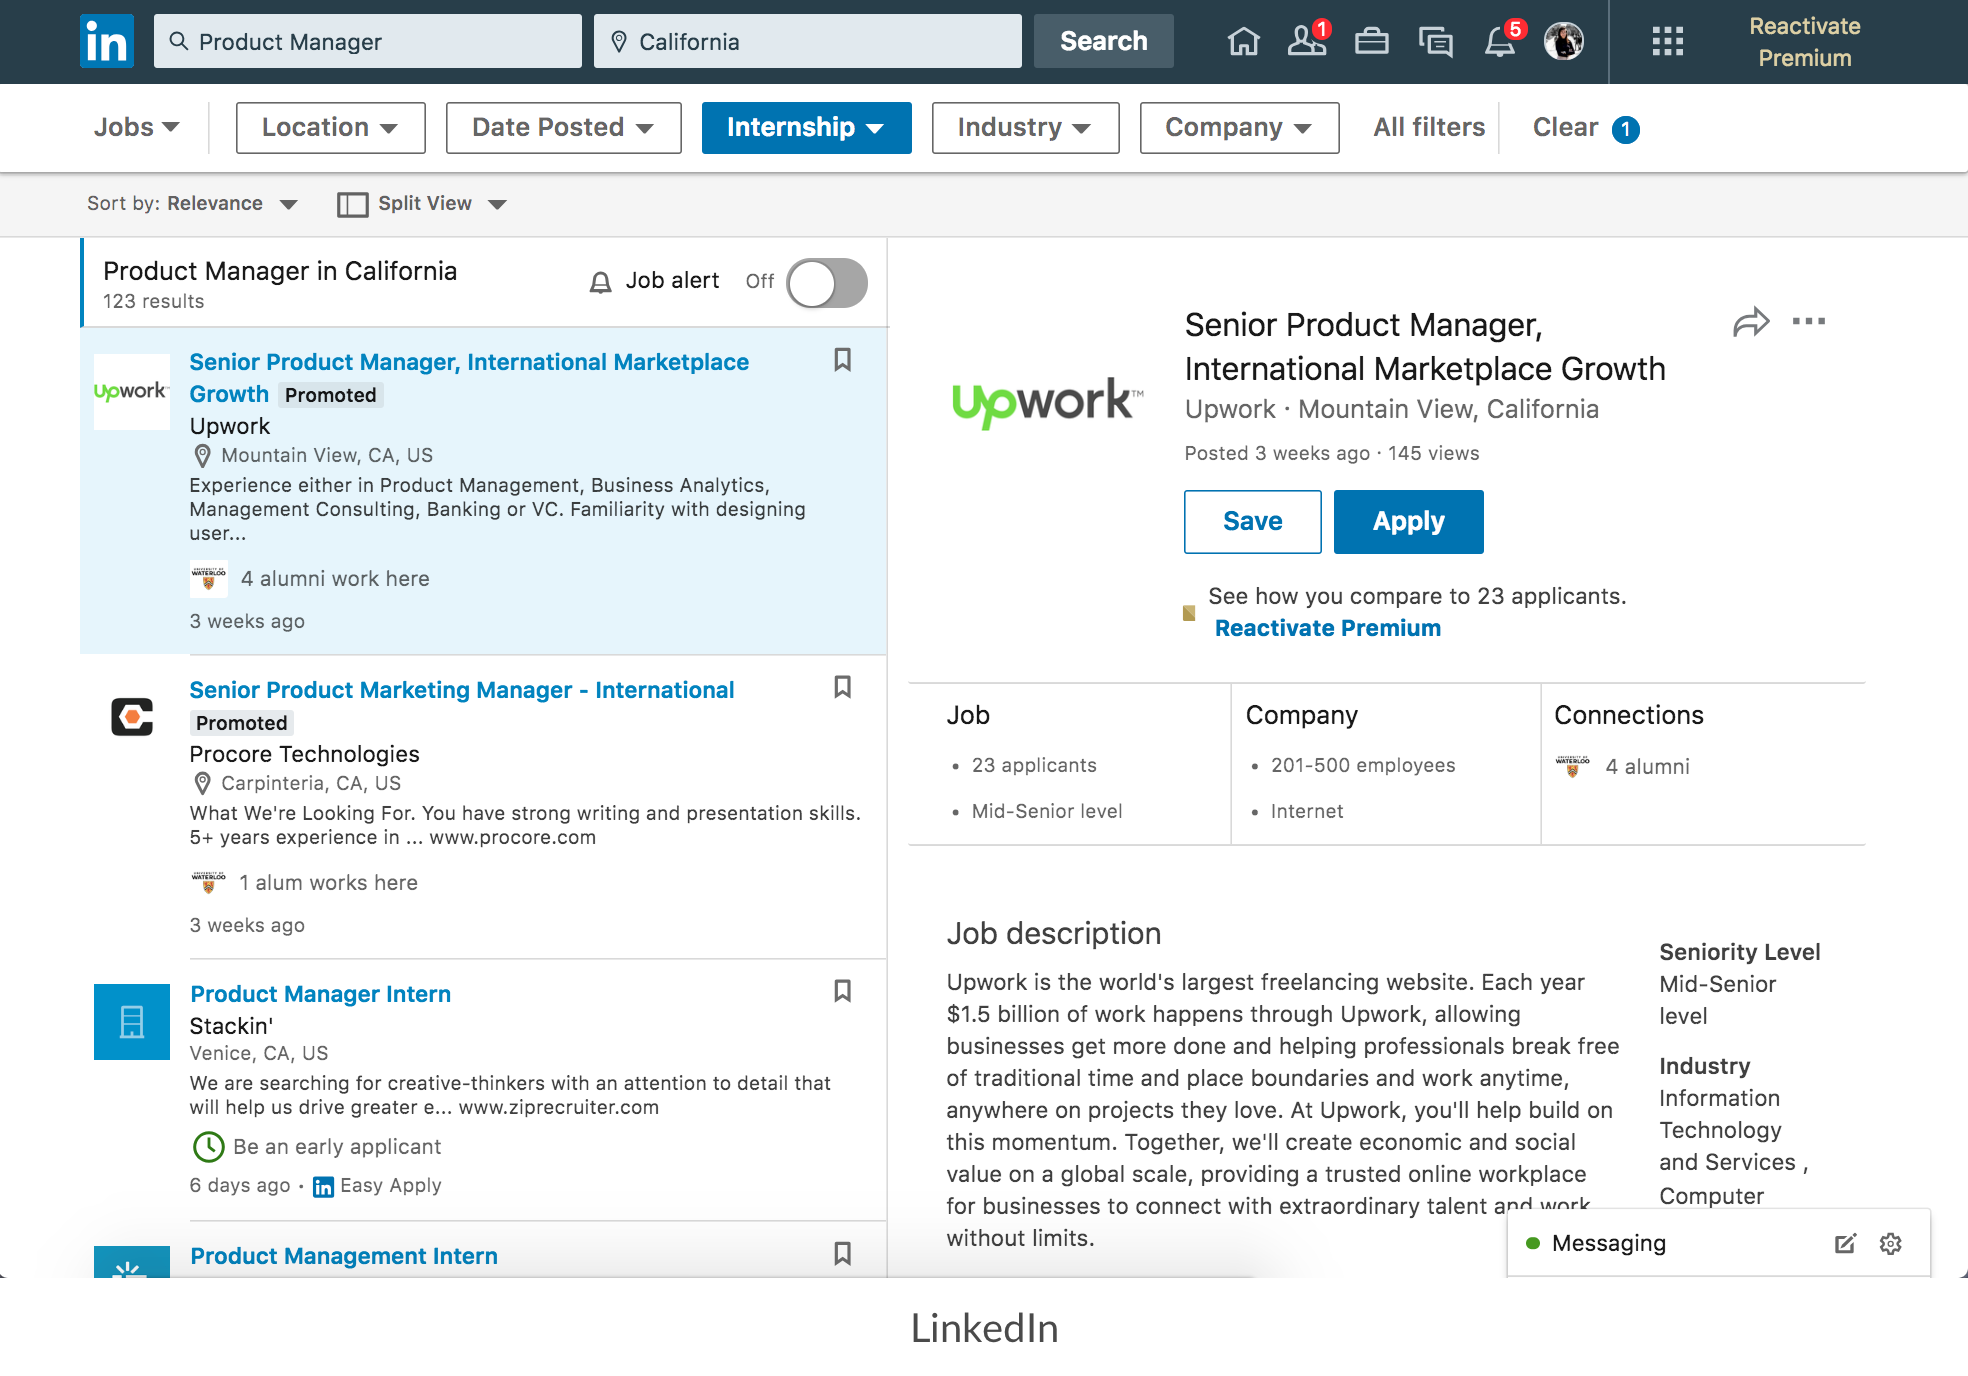 in
Product Manager
California
Search
1
5
Reactivate
Premium
Jobs
Location
Date Posted
Internship
Industry
Company
All filters
Clear 1
Sort by: Relevance
Split View
Product Manager in California
123 results
Job alert
Off
upwork
Senior Product Manager, International Marketplace
Growth Promoted
Upwork
Mountain View, CA, US
Experience either in Product Management, Business Analytics,
Management Consulting, Banking or VC. Familiarity with designing
user...
WATERLOO
4 alumni work here
3 weeks ago
Senior Product Marketing Manager - International
Promoted
Procore Technologies
Carpinteria, CA, US
What We're Looking For. You have strong writing and presentation skills.
5+ years experience in ... www.procore.com
WATERLOO
1 alum works here
3 weeks ago
Product Manager Intern
Stackin'
Venice, CA, US
We are searching for creative-thinkers with an attention to detail that
will help us drive greater e... www.ziprecruiter.com
Be an early applicant
6 days ago · in Easy Apply
Product Management Intern
upwork™
Senior Product Manager,
International Marketplace Growth
Upwork · Mountain View, California
Posted 3 weeks ago · 145 views
Save
Apply
See how you compare to 23 applicants.
Reactivate Premium
Job
• 23 applicants
• Mid-Senior level
Company
• 201-500 employees
• Internet
Connections
WATERLOO
4 alumni
Job description
Upwork is the world's largest freelancing website. Each year
$1.5 billion of work happens through Upwork, allowing
businesses get more done and helping professionals break free
of traditional time and place boundaries and work anytime,
anywhere on projects they love. At Upwork, you'll help build on
this momentum. Together, we'll create economic and social
value on a global scale, providing a trusted online workplace
for businesses to connect with extraordinary talent and work
without limits.
Seniority Level
Mid-Senior
level
Industry
Information
Technology
and Services ,
Computer
Messaging
LinkedIn